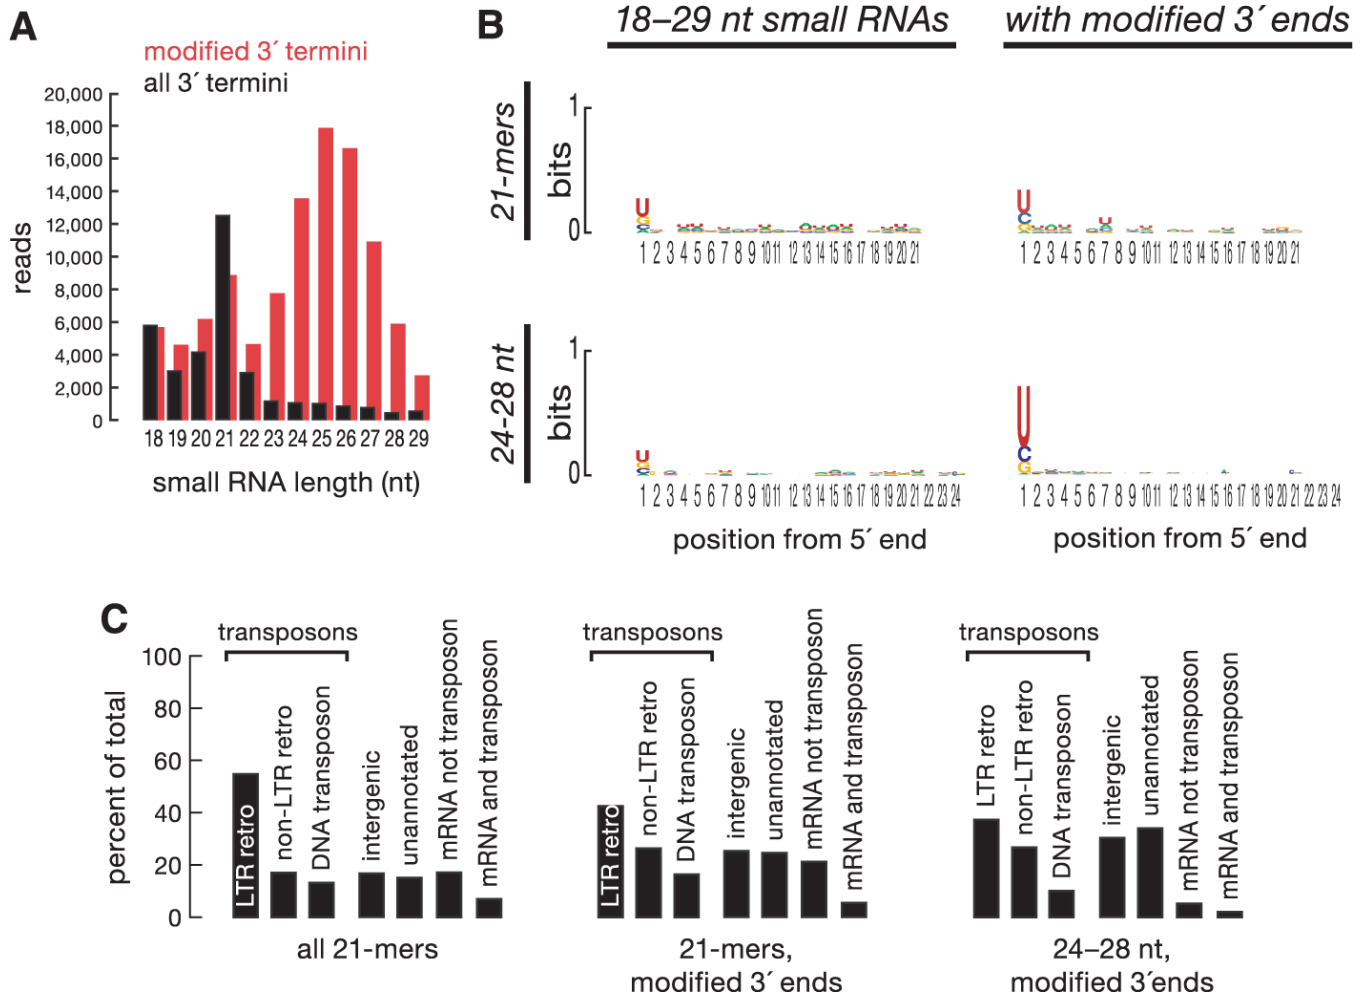 A
modified 3′ termini
all 3′ termini
20,000
18,000
16,000
14,000
12,000
10,000
8,000
6,000
4,000
2,000
0
reads
18 19 20 21 22 23 24 25 26 27 28 29
small RNA length (nt)
B
18–29 nt small RNAs
with modified 3′ ends
21-mers
bits
1
0
U
1 2 3 4 5 6 7 8 9 10 11 12 13 14 15 16 17 18 19 20 21
U
C
1 2 3 4 5 6 7 8 9 10 11 12 13 14 15 16 17 18 19 20 21
24–28 nt
bits
1
0
U
1 2 3 4 5 6 7 8 9 10 11 12 13 14 15 16 17 18 19 20 21 22 23 24
position from 5′ end
U
C
G
1 2 3 4 5 6 7 8 9 10 11 12 13 14 15 16 17 18 19 20 21 22 23 24
position from 5′ end
C
percent of total
100
80
60
40
20
0
transposons
LTR retro
non-LTR retro
DNA transposon
intergenic
unannotated
mRNA not transposon
mRNA and transposon
all 21-mers
transposons
LTR retro
non-LTR retro
DNA transposon
intergenic
unannotated
mRNA not transposon
mRNA and transposon
21-mers,
modified 3′ ends
transposons
LTR retro
non-LTR retro
DNA transposon
intergenic
unannotated
mRNA not transposon
mRNA and transposon
24–28 nt,
modified 3′ends